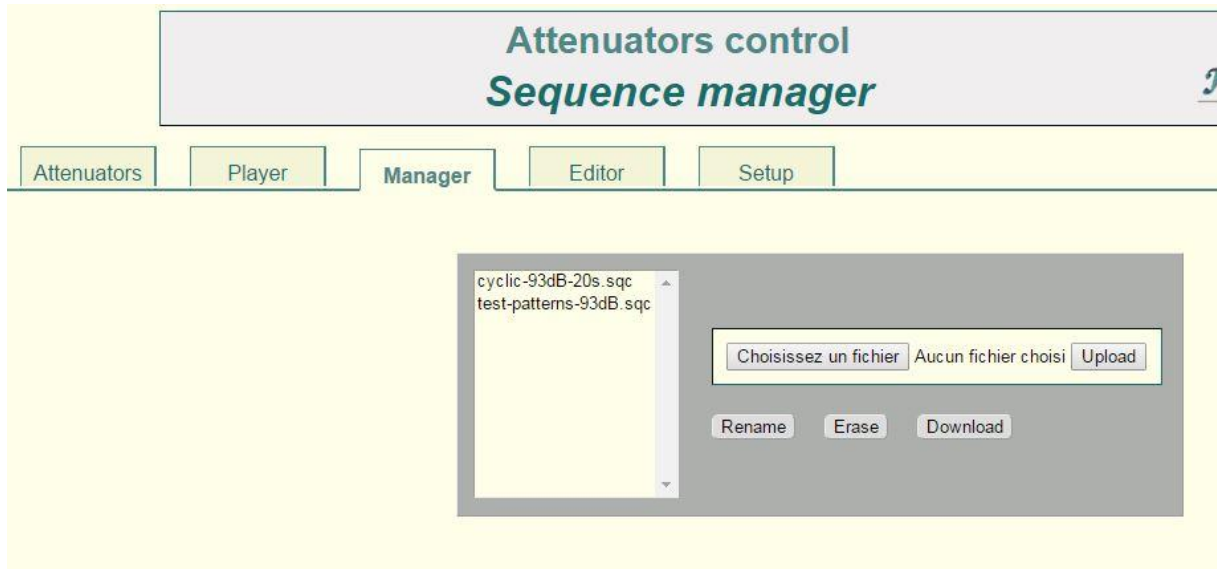 Attenuators control
Sequence manager
Attenuators Player Manager Editor Setup
cyclic-93dB-20s.sqc
test-patterns-93dB.sqc
Choisissez un fichier Aucun fichier choisi Upload
Rename Erase Download